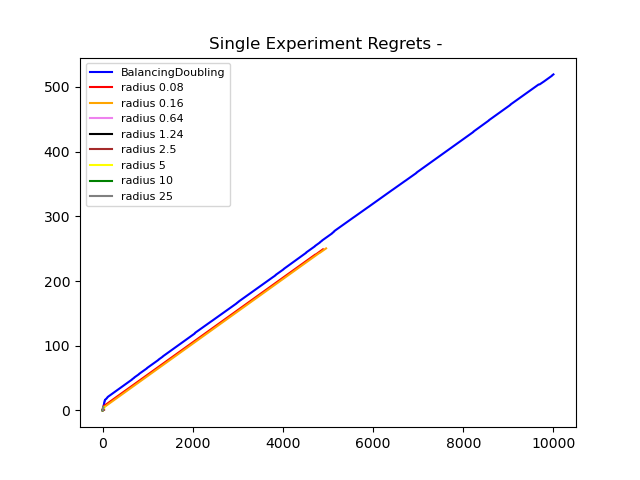 Single Experiment Regrets -
BalancingDoubling
radius 0.08
radius 0.16
radius 0.64
radius 1.24
radius 2.5
radius 5
radius 10
radius 25
500
400
300
200
100
0
0 2000 4000 6000 8000 10000